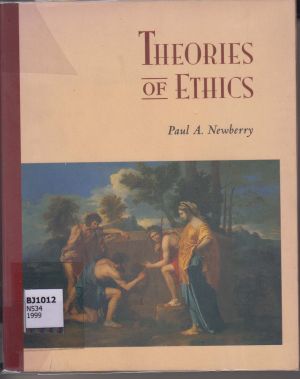 THEORIES
OF ETHICS
Paul A. Newberry
BJ1012
N534
1999